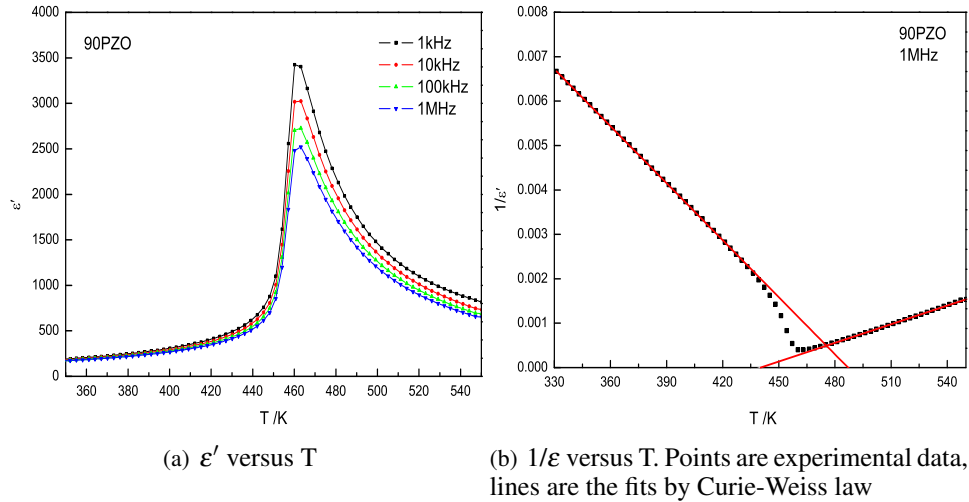 4000
3500
3000
2500
2000
1500
1000
500
0
ε′
90PZO
1kHz
10kHz
100kHz
1MHz
360 380 400 420 440 460 480 500 520 540
T /K
(a) ε′ versus T
0.008
0.007
0.006
0.005
0.004
0.003
0.002
0.001
0.000
1/ε′
90PZO
1MHz
330 360 390 420 450 480 510 540
T /K
(b) 1/ε versus T. Points are experimental data,
lines are the fits by Curie-Weiss law